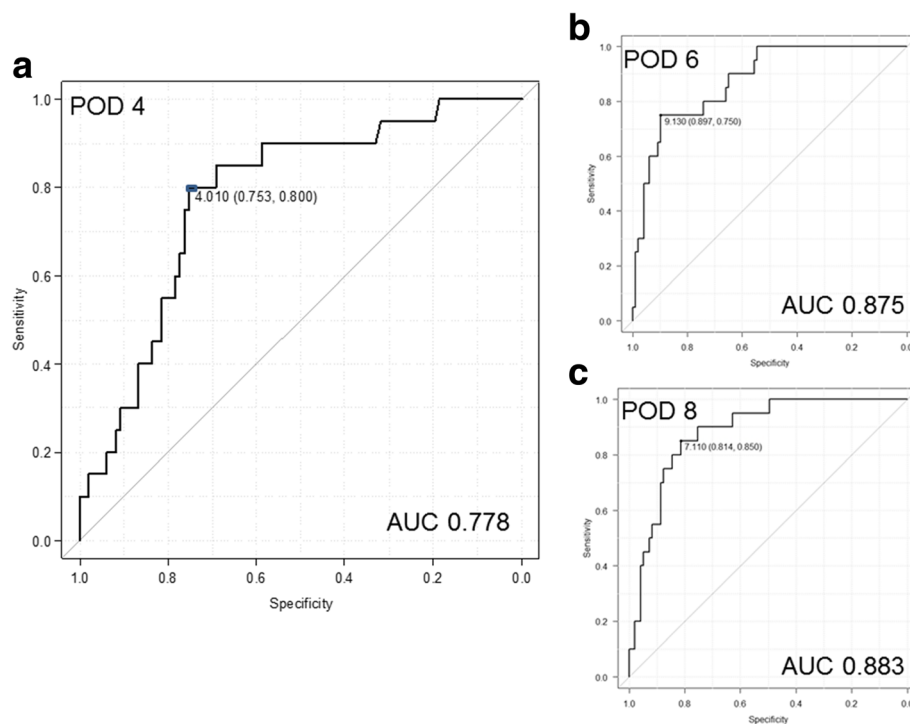 a
POD 4
1.0
0.8
0.6
0.4
0.2
0.0
Sensitivity
4.010 (0.753, 0.800)
AUC 0.778
1.0 0.8 0.6 0.4 0.2 0.0
Specificity
b
POD 6
1.0
0.8
0.6
0.4
0.2
0.0
Sensitivity
9.130 (0.897, 0.750)
AUC 0.875
1.0 0.8 0.6 0.4 0.2
Specificity
c
POD 8
1.0
0.8
0.6
0.4
0.2
0.0
Sensitivity
7.110 (0.814, 0.850)
AUC 0.883
1.0 0.8 0.6 0.4 0.2
Specificity